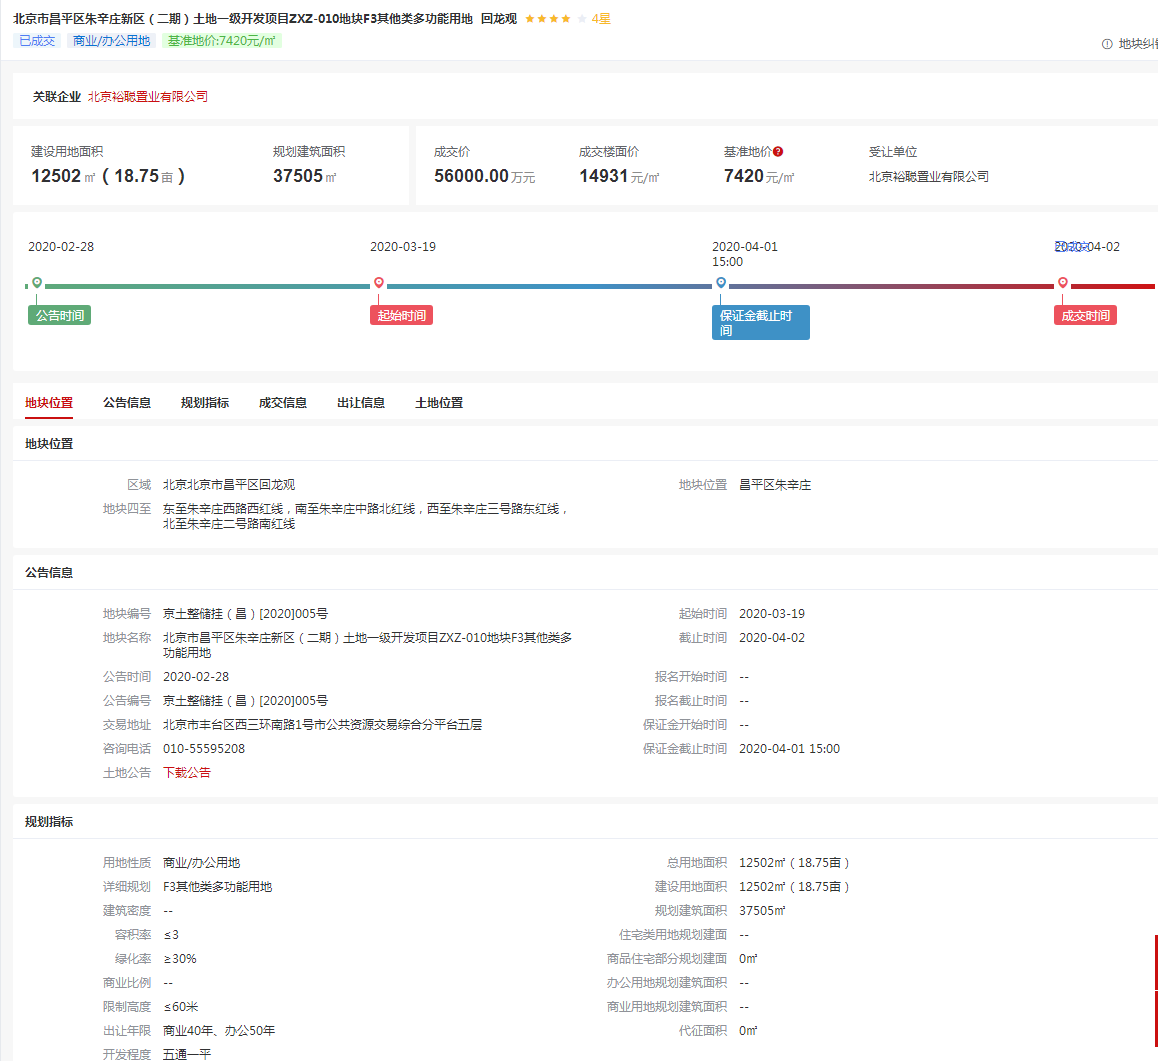 北京市昌平区朱辛庄新区（二期）土地一级开发项目ZXZ-010地块F3其他类多功能用地 回龙观 4星
已成交 商业/办公用地 基准地价:7420元/㎡
地块纠
关联企业 北京裕聪置业有限公司
建设用地面积 规划建筑面积 成交价 成交楼面价 基准地价 受让单位
12502㎡（18.75亩） 37505㎡ 56000.00万元 14931元/㎡ 7420元/㎡ 北京裕聪置业有限公司
2020-02-28 2020-03-19 2020-04-01 2020-04-02
15:00
公告时间 起始时间 保证金截止时 成交时间
间
地块位置 公告信息 规划指标 成交信息 出让信息 土地位置
地块位置
区域 北京北京市昌平区回龙观 地块位置 昌平区朱辛庄
地块四至 东至朱辛庄西路西红线，南至朱辛庄中路北红线，西至朱辛庄三号路东红线，
北至朱辛庄二号路南红线
公告信息
地块编号 京土整储挂（昌）[2020]005号 起始时间 2020-03-19
地块名称 北京市昌平区朱辛庄新区（二期）土地一级开发项目ZXZ-010地块F3其他类多 截止时间 2020-04-02
功能用地
公告时间 2020-02-28 报名开始时间 --
公告编号 京土整储挂（昌）[2020]005号 报名截止时间 --
交易地址 北京市丰台区西三环南路1号市公共资源交易综合分平台五层 保证金开始时间 --
咨询电话 010-55595208 保证金截止时间 2020-04-01 15:00
土地公告 下载公告
规划指标
用地性质 商业/办公用地 总用地面积 12502㎡（18.75亩）
详细规划 F3其他类多功能用地 建设用地面积 12502㎡（18.75亩）
建筑密度 -- 规划建筑面积 37505㎡
容积率 ≤3 住宅类用地规划建面 --
绿化率 ≥30% 商品住宅部分规划建面 0㎡
商业比例 -- 办公用地规划建筑面积 --
限制高度 ≤60米 商业用地规划建筑面积 --
出让年限 商业40年、办公50年 代征面积 0㎡
开发程度 五通一平